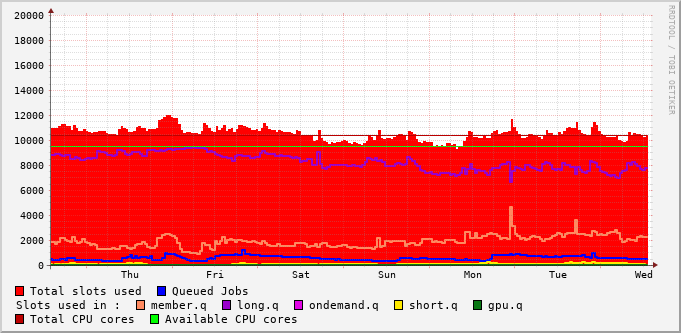 20000
18000
16000
14000
12000
10000
8000
6000
4000
2000
0
Thu Fri Sat Sun Mon Tue Wed
Total slots used Queued Jobs
Slots used in : member.q long.q ondemand.q short.q gpu.q
Total CPU cores Available CPU cores
RRDTOOL / TOBI OETIKER